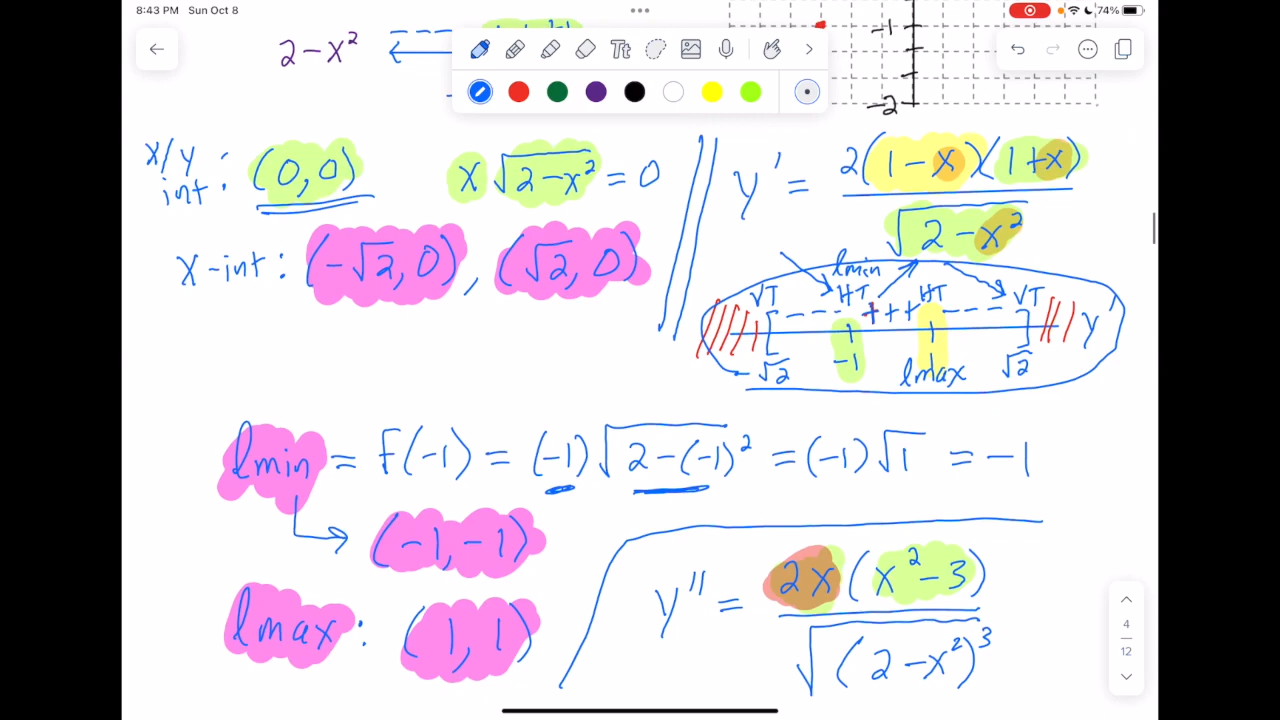 8:43 PM Sun Oct 8
74%
2 - x²
Tt
-1
-2
x/y int: (0,0)
x√(2-x²) = 0
x-int: (-√2, 0), (√2, 0)
y' = 2(1-x)(1+x) / √(2-x²)
lmin
VT HT HT VT
- - - - + + + - - - -
y'
-√2 -1 lmax √2
lmin = f(-1) = (-1)√(2-(-1)²) = (-1)√1 = -1
(-1,-1)
lmax: (1,1)
y'' = 2x(x²-3) / √((2-x²)³)
4
12